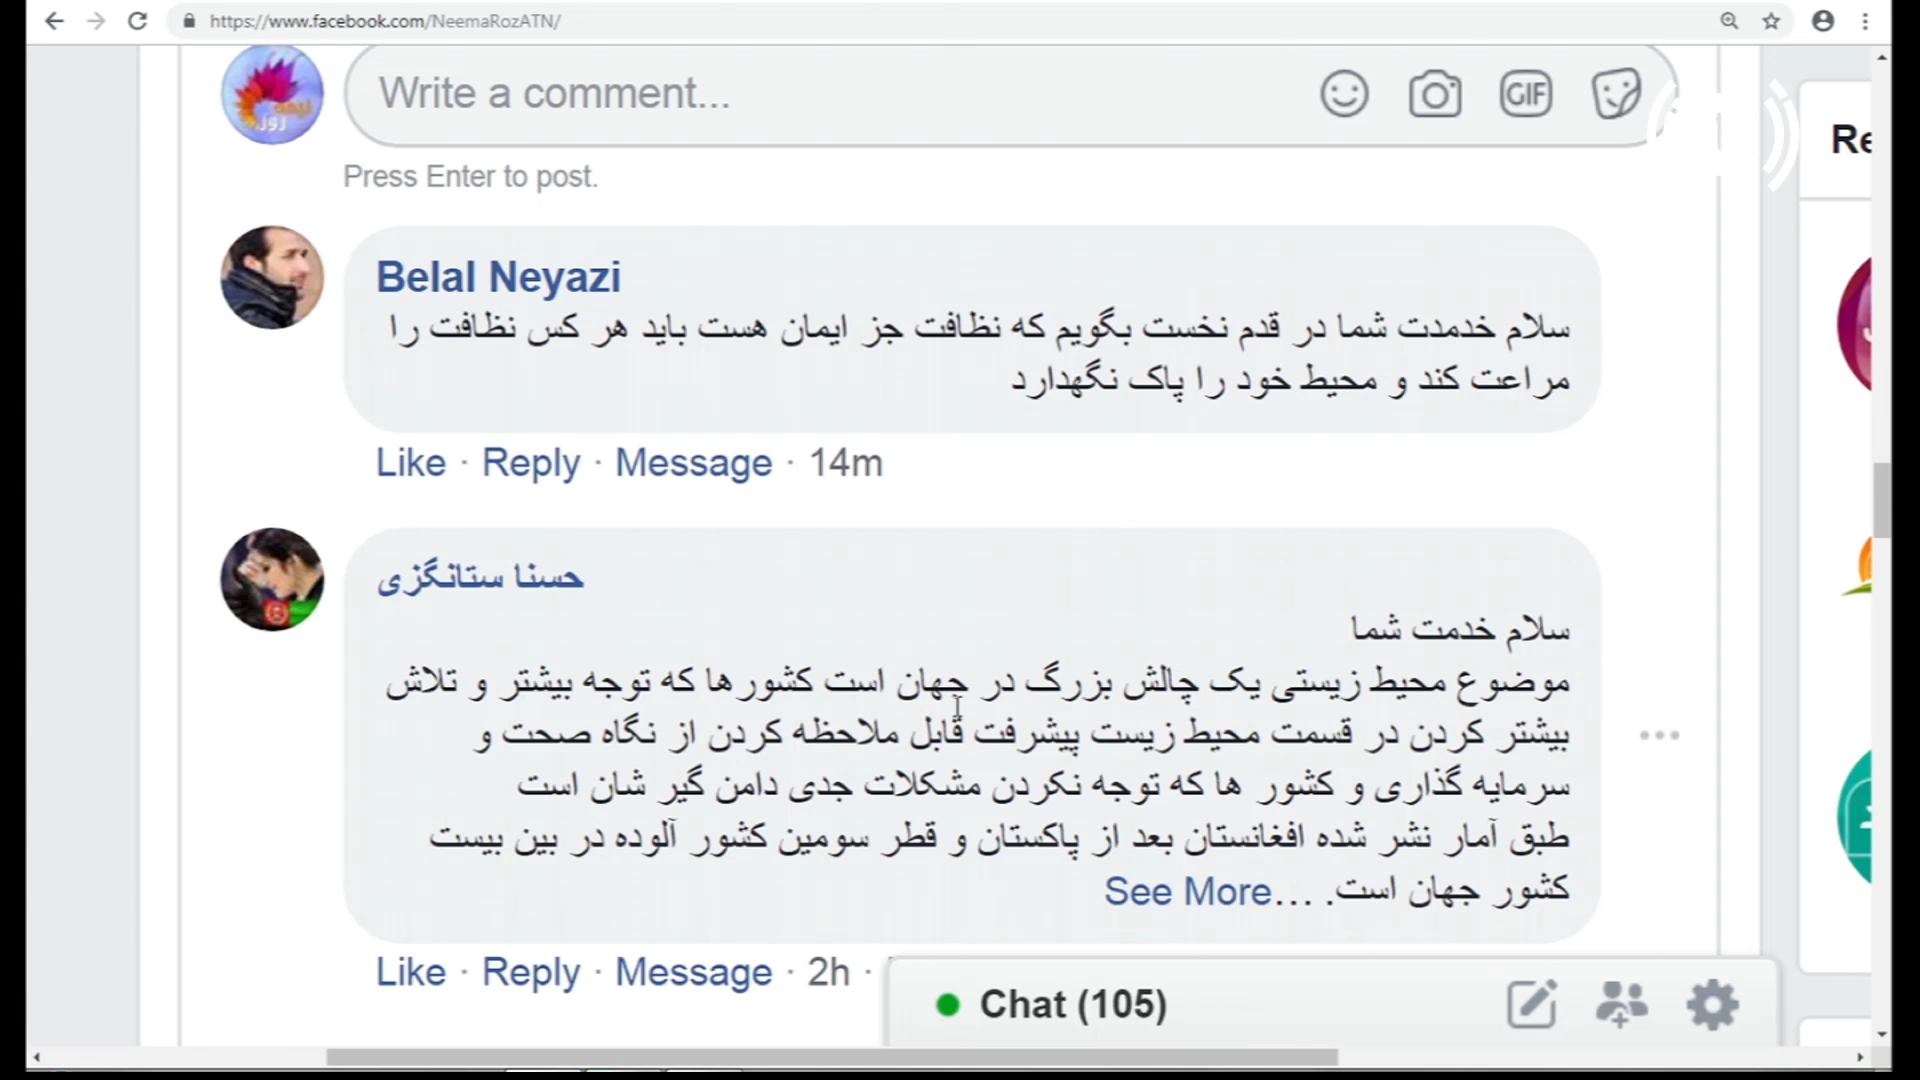 https://www.facebook.com/NeemaRozATN/
Write a comment...
GIF
Re
Press Enter to post.
Belal Neyazi
سلام خدمدت شما در قدم نخست بگویم که نظافت جز ایمان هست باید هر کس نظافت را
مراعت کند و محیط خود را پاک نگهدارد
Like · Reply · Message · 14m
حسنا ستانگزی
سلام خدمت شما
موضوع محیط زیستی یک چالش بزرگ در جهان است کشورها که توجه بیشتر و تلاش
بیشتر کردن در قسمت محیط زیست پیشرفت قابل ملاحظه کردن از نگاه صحت و
سرمایه گذاری و کشور ها که توجه نکردن مشکلات جدی دامن گیر شان است
طبق آمار نشر شده افغانستان بعد از پاکستان و قطر سومین کشور آلوده در بین بیست
کشور جهان است. ...See More
Like · Reply · Message · 2h ·
Chat (105)